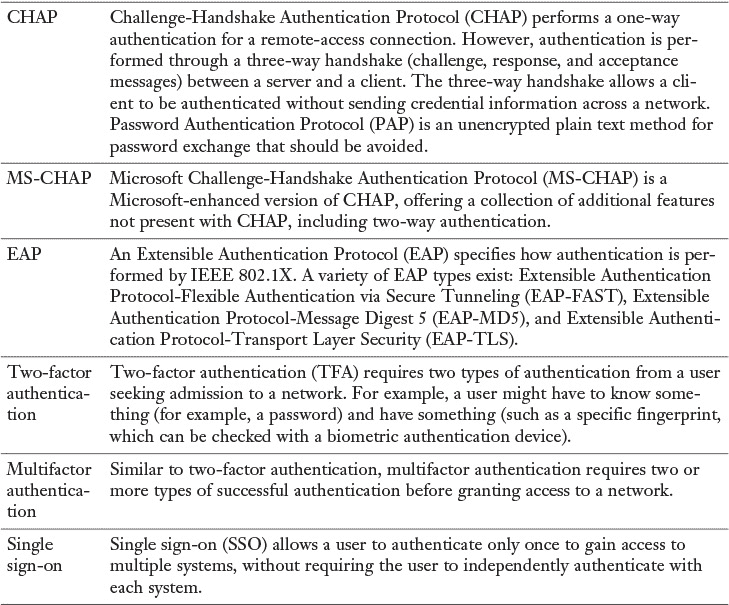 CHAP
Challenge-Handshake Authentication Protocol (CHAP) performs a one-way
authentication for a remote-access connection. However, authentication is per-
formed through a three-way handshake (challenge, response, and acceptance
messages) between a server and a client. The three-way handshake allows a cli-
ent to be authenticated without sending credential information across a network.
Password Authentication Protocol (PAP) is an unencrypted plain text method for
password exchange that should be avoided.
MS-CHAP
Microsoft Challenge-Handshake Authentication Protocol (MS-CHAP) is a
Microsoft-enhanced version of CHAP, offering a collection of additional features
not present with CHAP, including two-way authentication.
EAP
An Extensible Authentication Protocol (EAP) specifies how authentication is per-
formed by IEEE 802.1X. A variety of EAP types exist: Extensible Authentication
Protocol-Flexible Authentication via Secure Tunneling (EAP-FAST), Extensible
Authentication Protocol-Message Digest 5 (EAP-MD5), and Extensible Authenti-
cation Protocol-Transport Layer Security (EAP-TLS).
Two-factor
authentica-
tion
Two-factor authentication (TFA) requires two types of authentication from a user
seeking admission to a network. For example, a user might have to know some-
thing (for example, a password) and have something (such as a specific fingerprint,
which can be checked with a biometric authentication device).
Multifactor
authentica-
tion
Similar to two-factor authentication, multifactor authentication requires two or
more types of successful authentication before granting access to a network.
Single
sign-on
Single sign-on (SSO) allows a user to authenticate only once to gain access to
multiple systems, without requiring the user to independently authenticate with
each system.